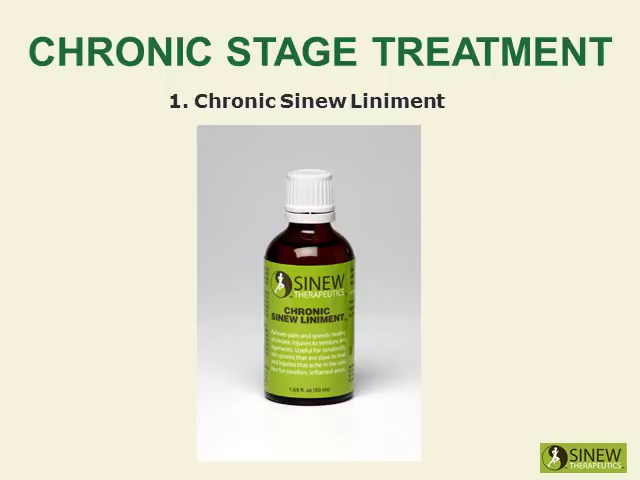 CHRONIC STAGE TREATMENT
1. Chronic Sinew Liniment
SINEW
THERAPEUTICS
CHRONIC
SINEW LINIMENT
Relieves pain and speeds healing
of chronic injuries to tendons and
ligaments. Useful for tendonitis,
old sprains that are slow to heal
and injuries that ache in the cold.
Not for swollen, inflamed areas.
1.69 fl. oz (50 ml)
SINEW
THERAPEUTICS